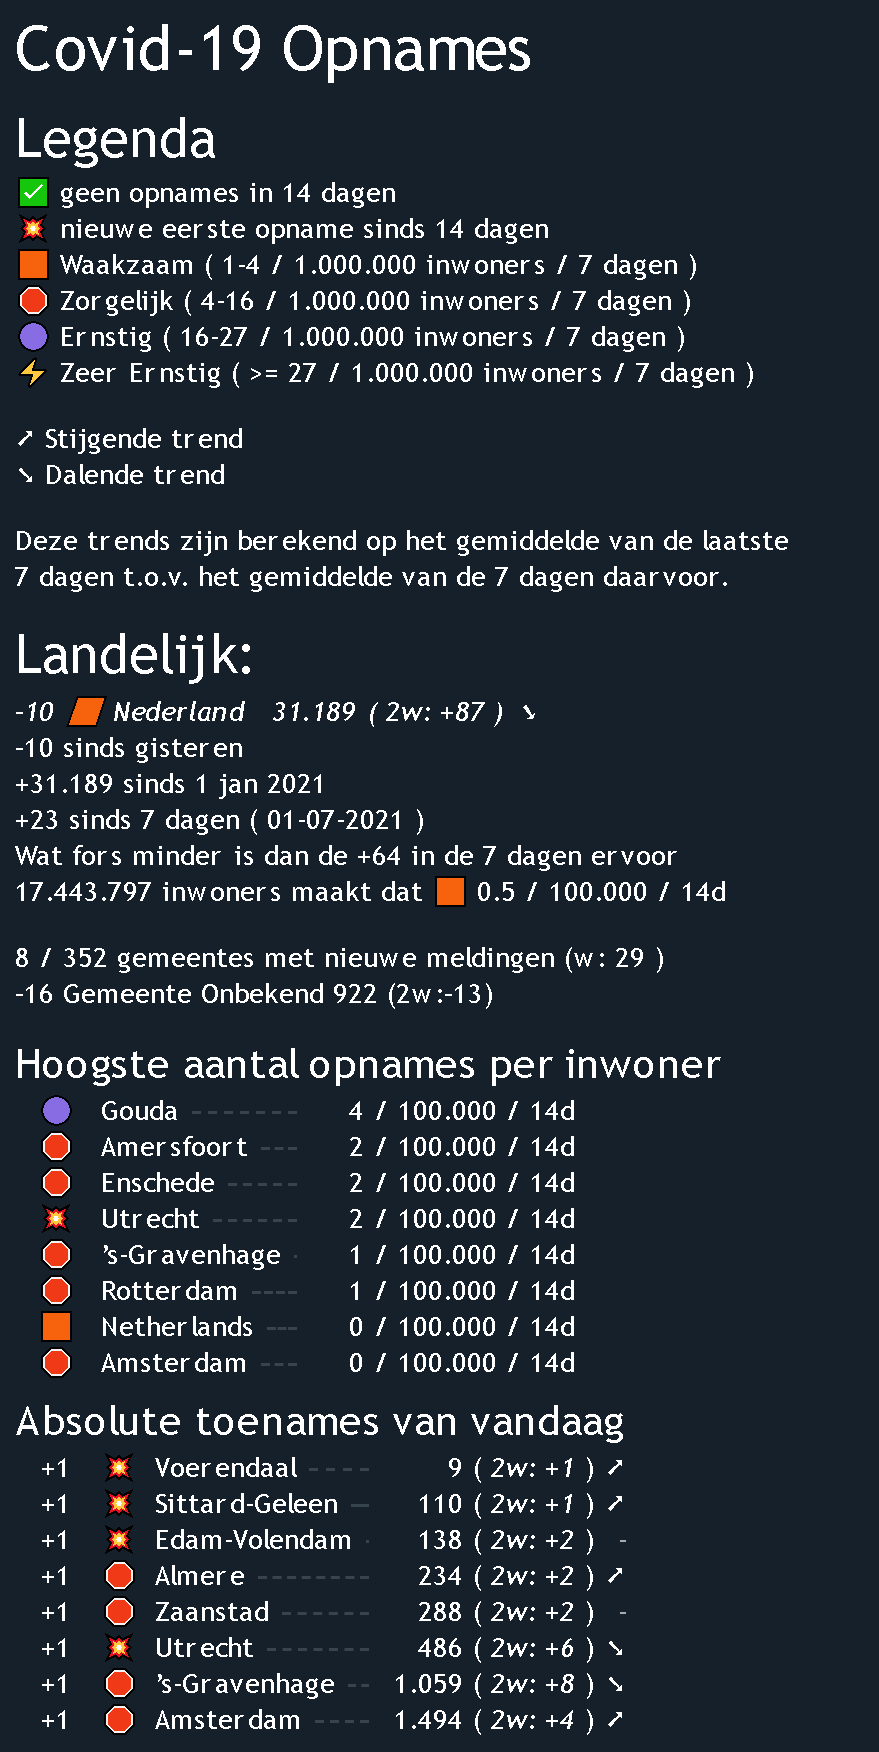 Covid-19 Opnames
Legenda
✅ geen opnames in 14 dagen
💥 nieuwe eerste opname sinds 14 dagen
🟧 Waakzaam ( 1-4 / 1.000.000 inwoners / 7 dagen )
🛑 Zorgelijk ( 4-16 / 1.000.000 inwoners / 7 dagen )
🟣 Ernstig ( 16-27 / 1.000.000 inwoners / 7 dagen )
⚡ Zeer Ernstig ( >= 27 / 1.000.000 inwoners / 7 dagen )
➚ Stijgende trend
➘ Dalende trend
Deze trends zijn berekend op het gemiddelde van de laatste
7 dagen t.o.v. het gemiddelde van de 7 dagen daarvoor.
Landelijk:
-10 🟧 Nederland 31.189 ( 2w: +87 ) ➘
-10 sinds gisteren
+31.189 sinds 1 jan 2021
+23 sinds 7 dagen ( 01-07-2021 )
Wat fors minder is dan de +64 in de 7 dagen ervoor
17.443.797 inwoners maakt dat 🟧 0.5 / 100.000 / 14d
8 / 352 gemeentes met nieuwe meldingen (w: 29 )
-16 Gemeente Onbekend 922 (2w:-13)
Hoogste aantal opnames per inwoner
🟣 Gouda ------- 4 / 100.000 / 14d
🛑 Amersfoort --- 2 / 100.000 / 14d
🛑 Enschede ----- 2 / 100.000 / 14d
💥 Utrecht ------ 2 / 100.000 / 14d
🛑 's-Gravenhage · 1 / 100.000 / 14d
🛑 Rotterdam ---- 1 / 100.000 / 14d
🟧 Netherlands --- 0 / 100.000 / 14d
🛑 Amsterdam --- 0 / 100.000 / 14d
Absolute toenames van vandaag
+1 💥 Voerendaal ---- 9 ( 2w: +1 ) ➚
+1 💥 Sittard-Geleen -- 110 ( 2w: +1 ) ➚
+1 💥 Edam-Volendam · 138 ( 2w: +2 ) -
+1 🛑 Almere -------- 234 ( 2w: +2 ) ➚
+1 🛑 Zaanstad ------ 288 ( 2w: +2 ) -
+1 💥 Utrecht ------- 486 ( 2w: +6 ) ➘
+1 🛑 's-Gravenhage -- 1.059 ( 2w: +8 ) ➘
+1 🛑 Amsterdam ---- 1.494 ( 2w: +4 ) ➚